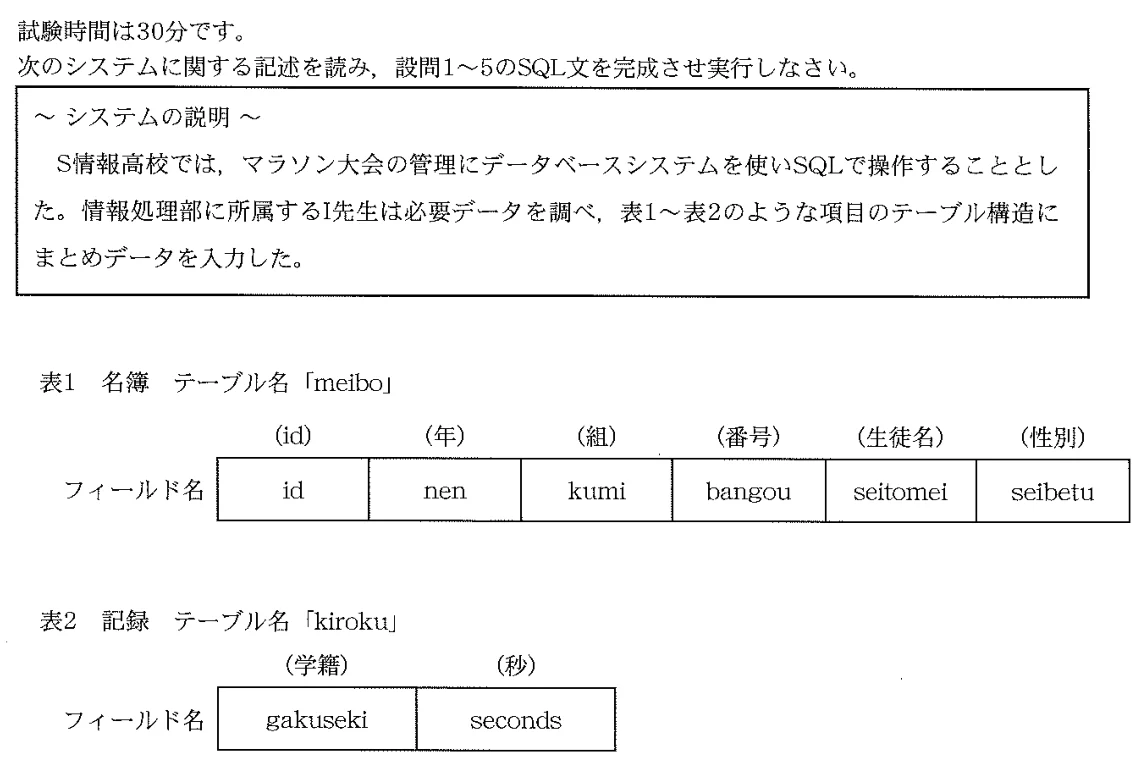 試験時間は30分です。
次のシステムに関する記述を読み，設問1～5のSQL文を完成させ実行しなさい。
～ システムの説明 ～
S情報高校では，マラソン大会の管理にデータベースシステムを使いSQLで操作することとし
た。情報処理部に所属するI先生は必要データを調べ，表1～表2のような項目のテーブル構造に
まとめデータを入力した。
表1　名簿　テーブル名「meibo」
(id) (年) (組) (番号) (生徒名) (性別)
フィールド名 id nen kumi bangou seitomei seibetu
表2　記録　テーブル名「kiroku」
(学籍) (秒)
フィールド名 gakuseki seconds